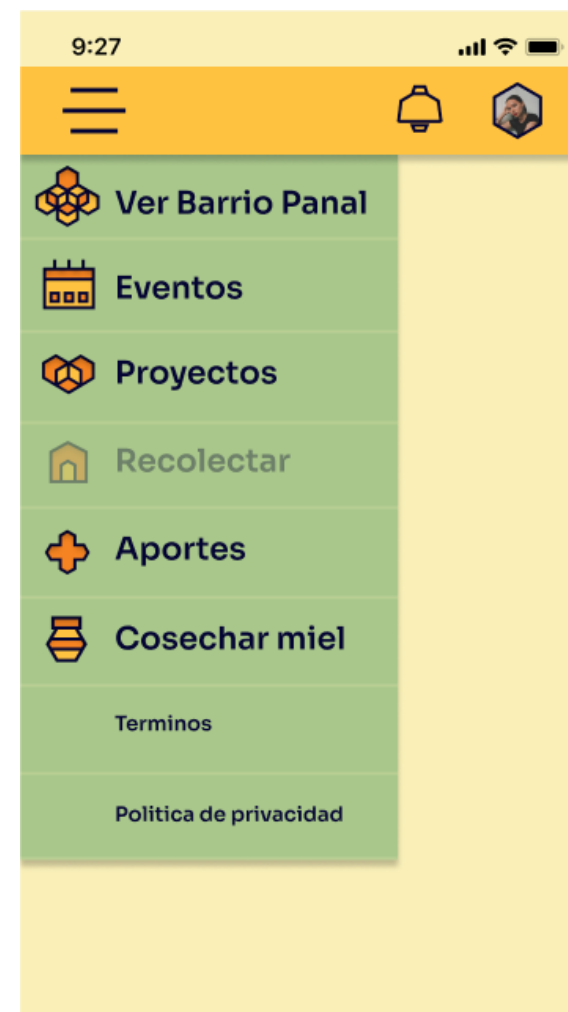 9:27
Ver Barrio Panal
Eventos
Proyectos
Recolectar
Aportes
Cosechar miel
Terminos
Politica de privacidad